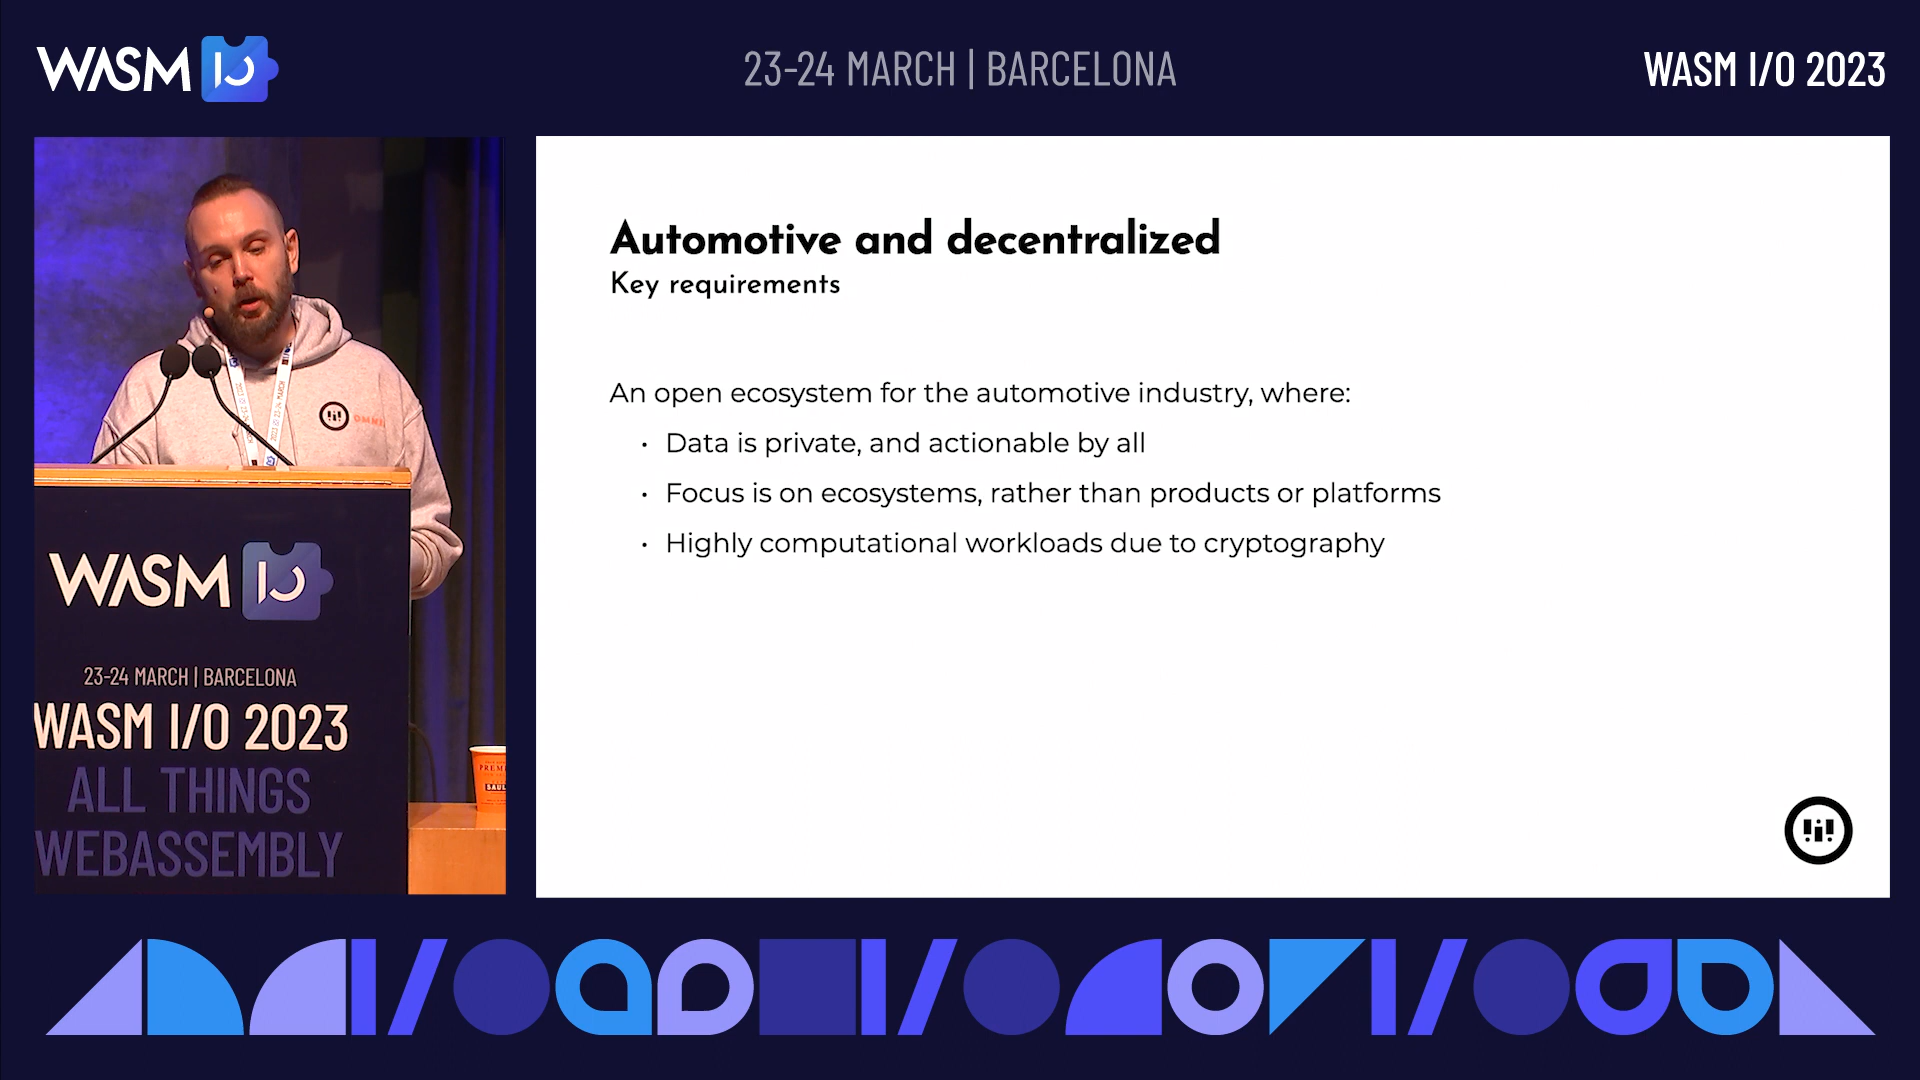 WASM IO
23-24 MARCH | BARCELONA
WASM I/O 2023
Automotive and decentralized
Key requirements
An open ecosystem for the automotive industry, where:
• Data is private, and actionable by all
• Focus is on ecosystems, rather than products or platforms
• Highly computational workloads due to cryptography
WASM IO
23-24 MARCH | BARCELONA
WASM I/O 2023
ALL THINGS
WEBASSEMBLY